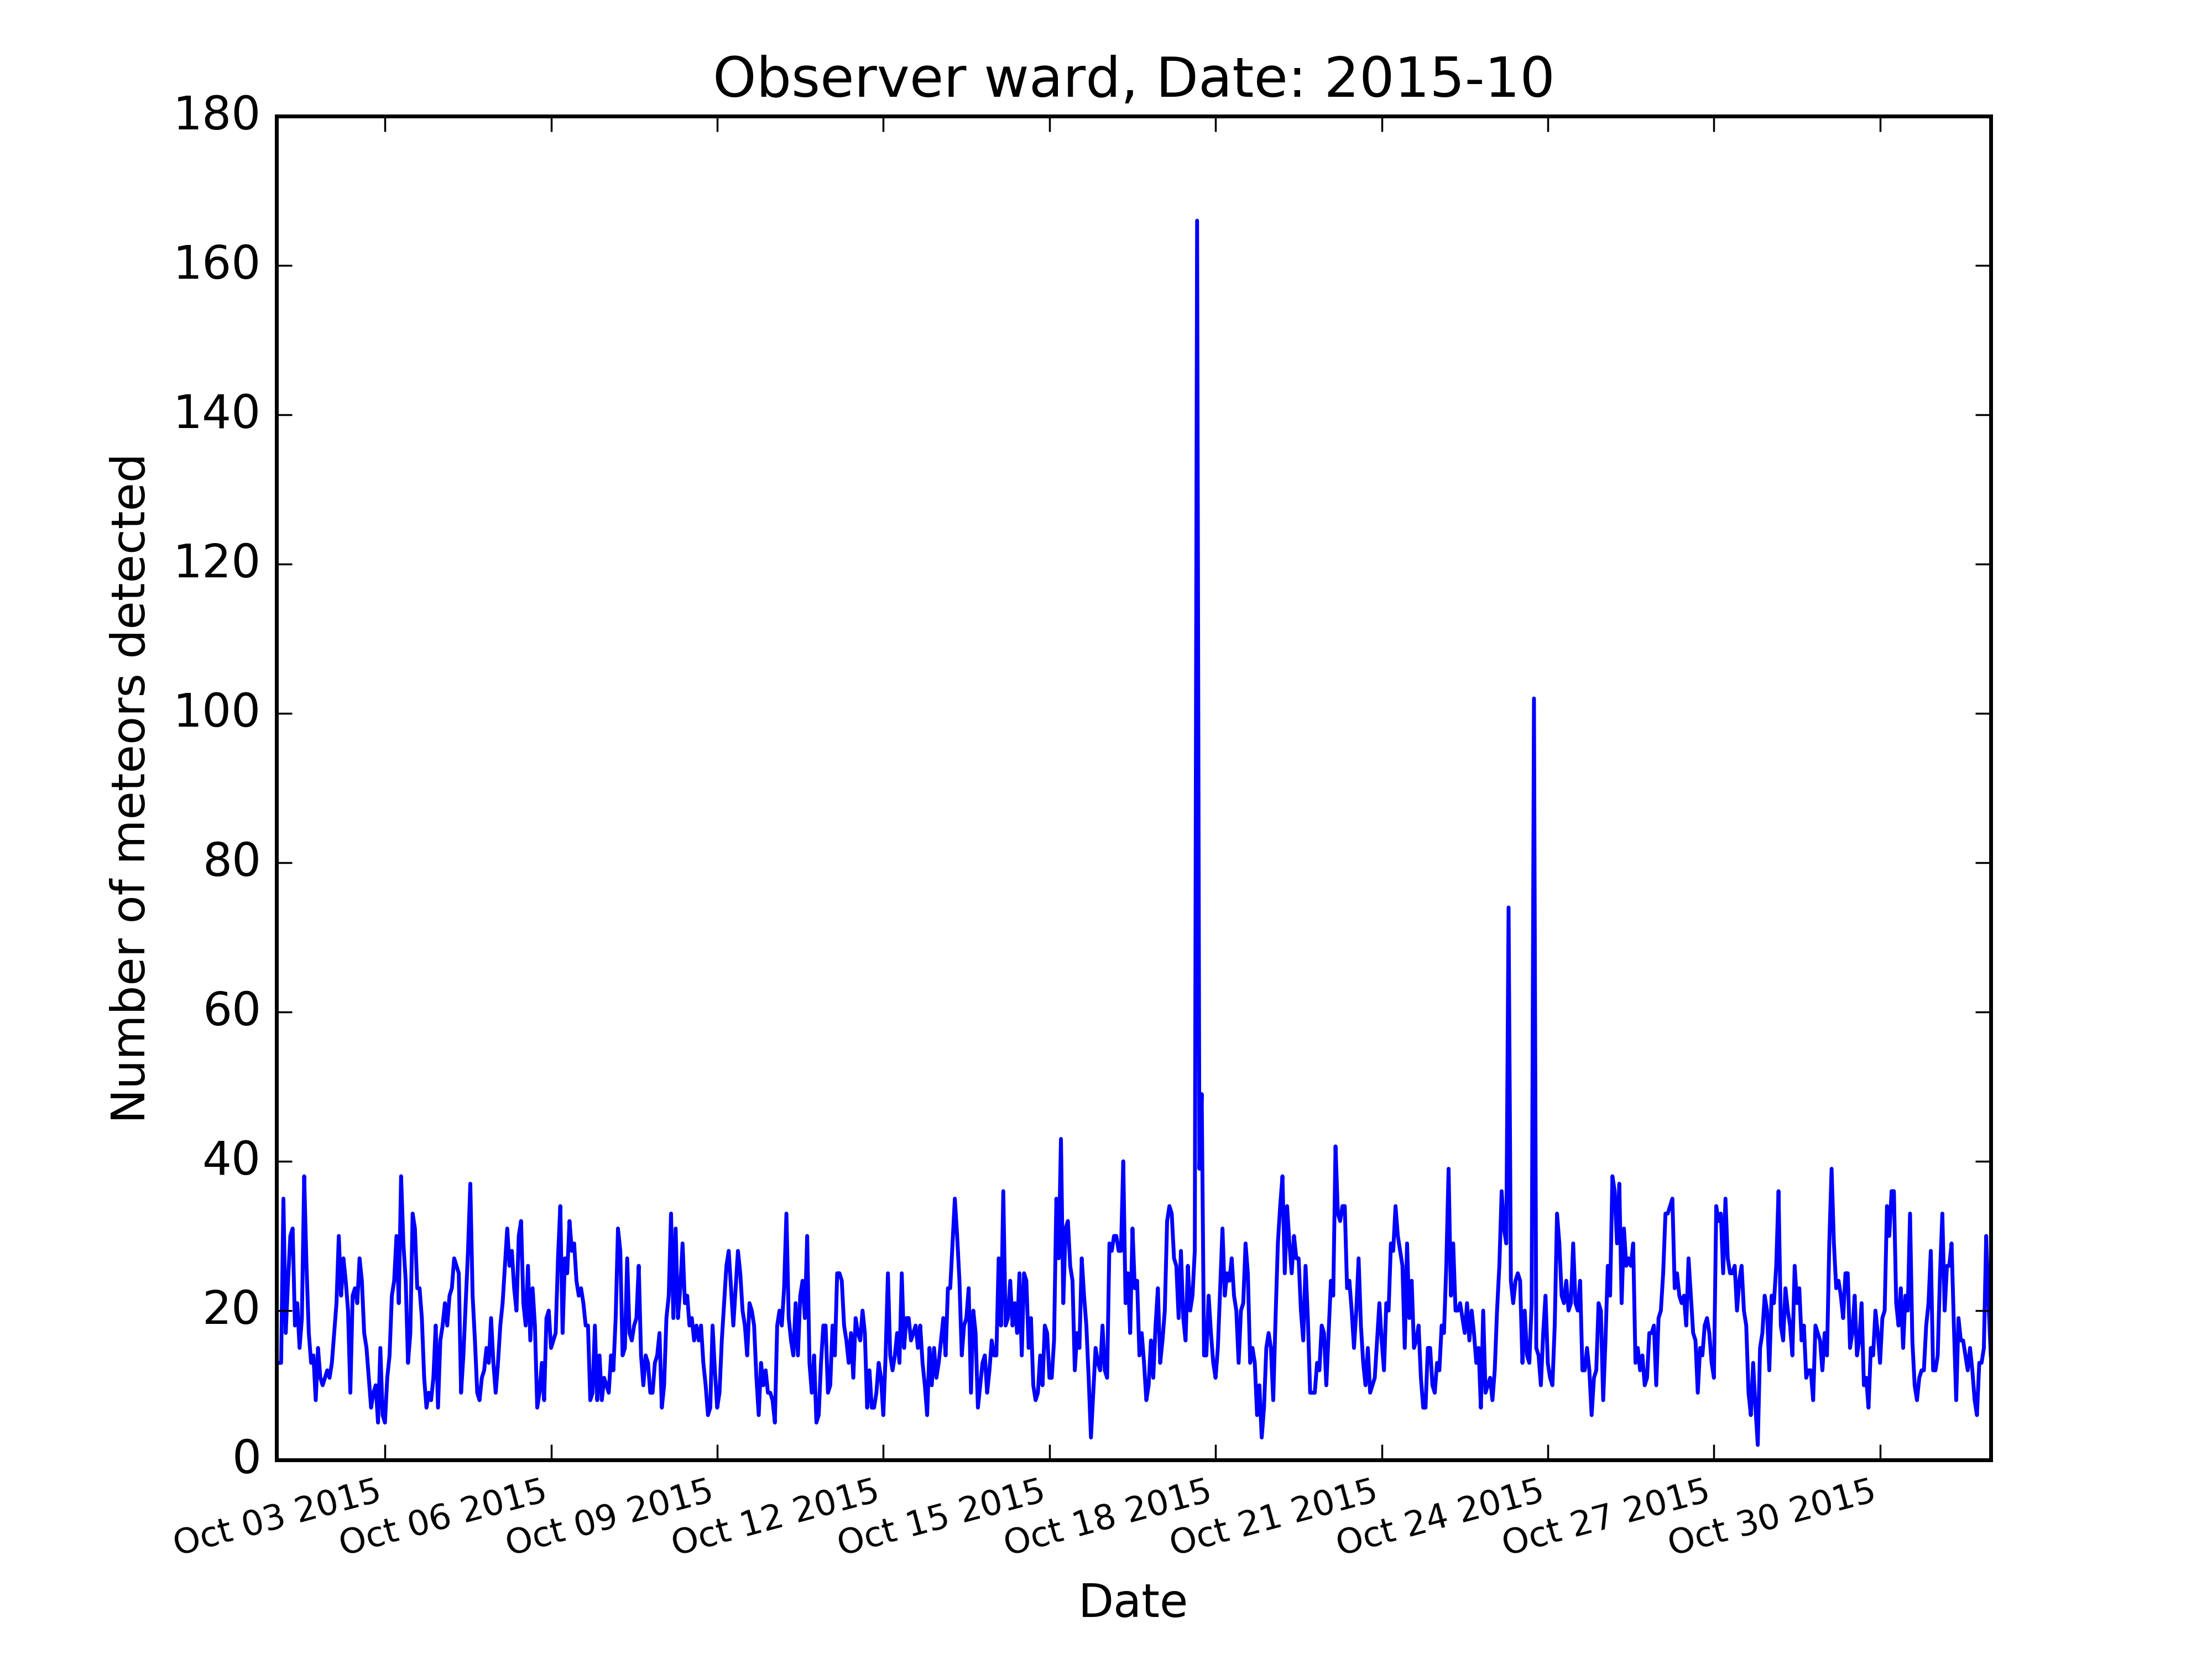 Observer ward, Date: 2015-10
180
160
140
120
100
80
60
40
20
0
Number of meteors detected
Oct 03 2015
Oct 06 2015
Oct 09 2015
Oct 12 2015
Oct 15 2015
Oct 18 2015
Oct 21 2015
Oct 24 2015
Oct 27 2015
Oct 30 2015
Date